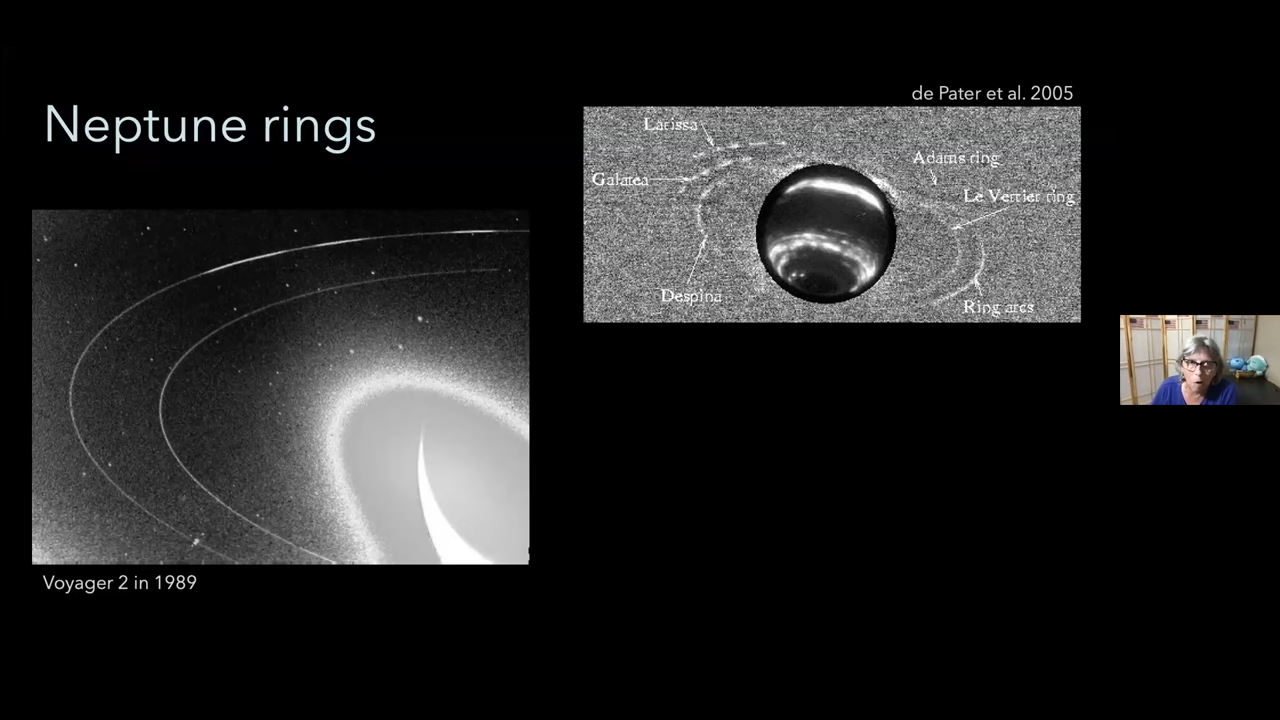 Neptune rings
Voyager 2 in 1989
de Pater et al. 2005
Larissa
Galatea
Despina
Adams ring
Le Verrier ring
Ring arcs